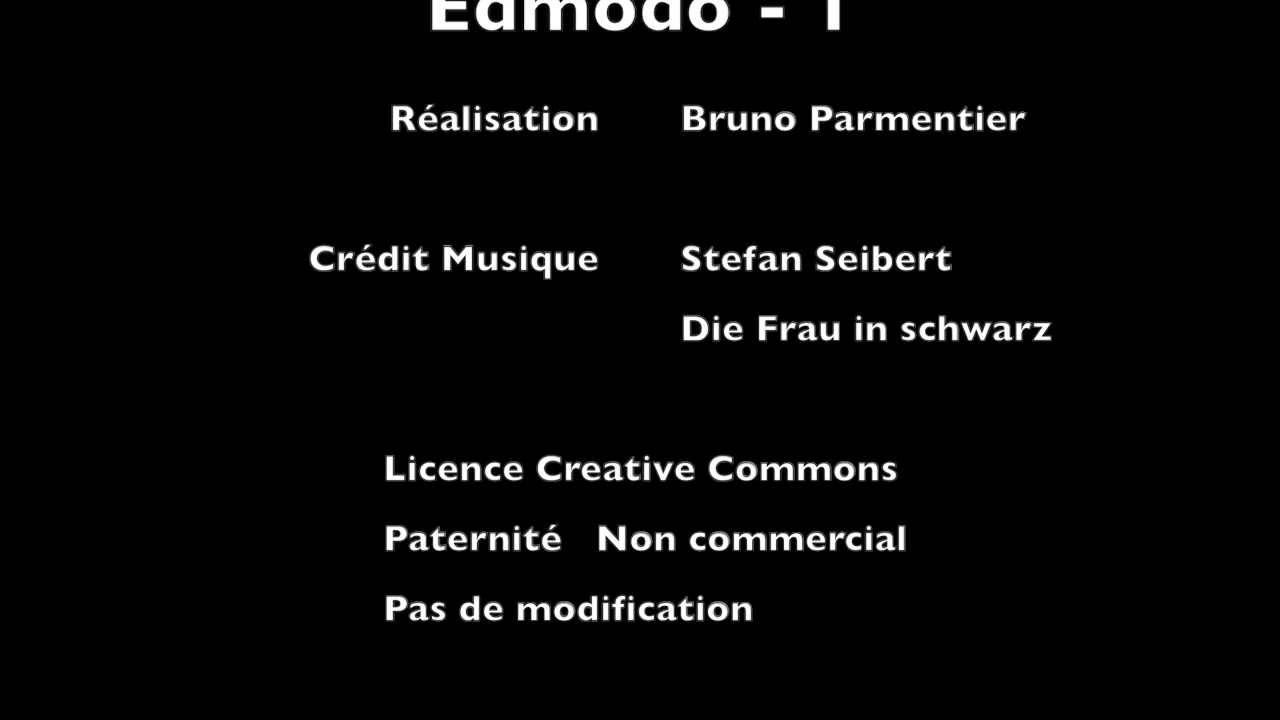 Edmodo - 1
Réalisation Bruno Parmentier
Crédit Musique Stefan Seibert
Die Frau in schwarz
Licence Creative Commons
Paternité Non commercial
Pas de modification